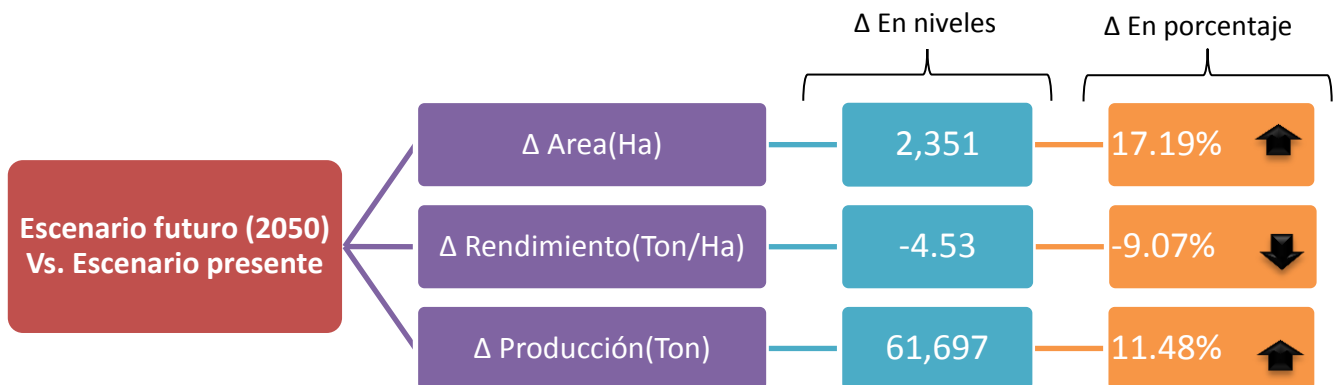 Δ En niveles
Δ En porcentaje
Δ Area(Ha)
2,351
17.19%
Escenario futuro (2050)
Vs. Escenario presente
Δ Rendimiento(Ton/Ha)
-4.53
-9.07%
Δ Producción(Ton)
61,697
11.48%